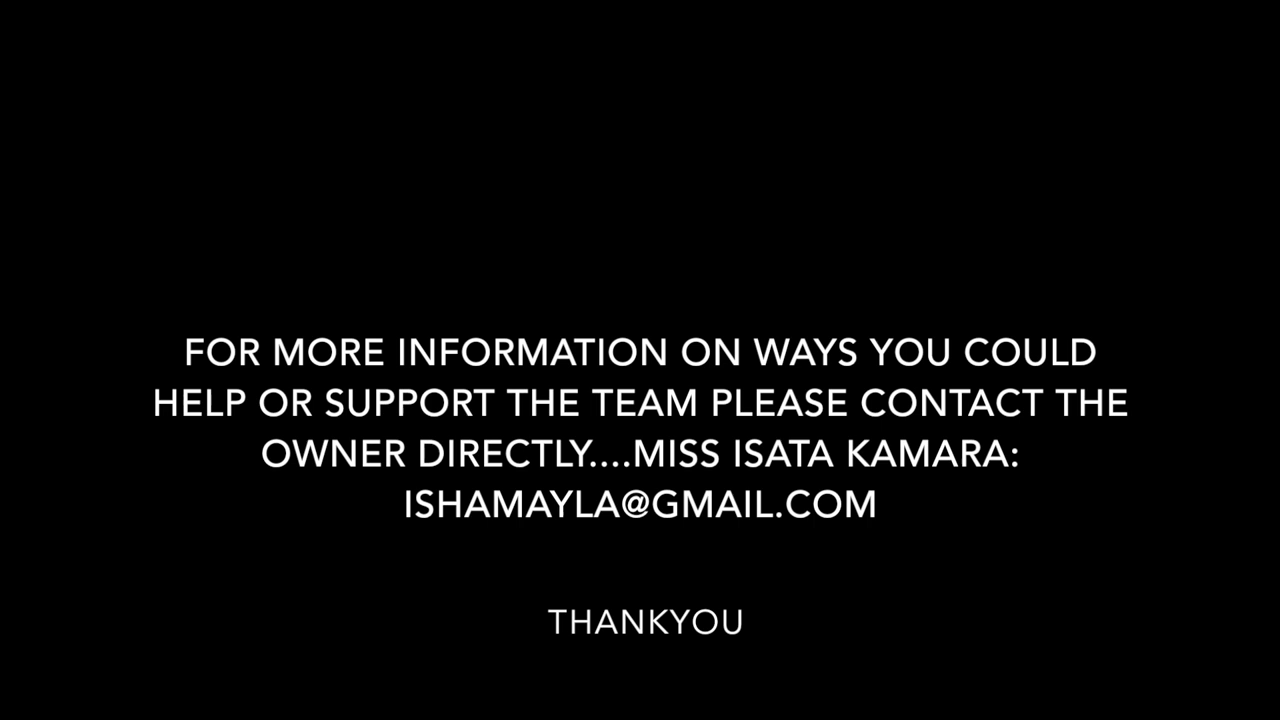 FOR MORE INFORMATION ON WAYS YOU COULD
HELP OR SUPPORT THE TEAM PLEASE CONTACT THE
OWNER DIRECTLY....MISS ISATA KAMARA:
ISHAMAYLA@GMAIL.COM
THANKYOU